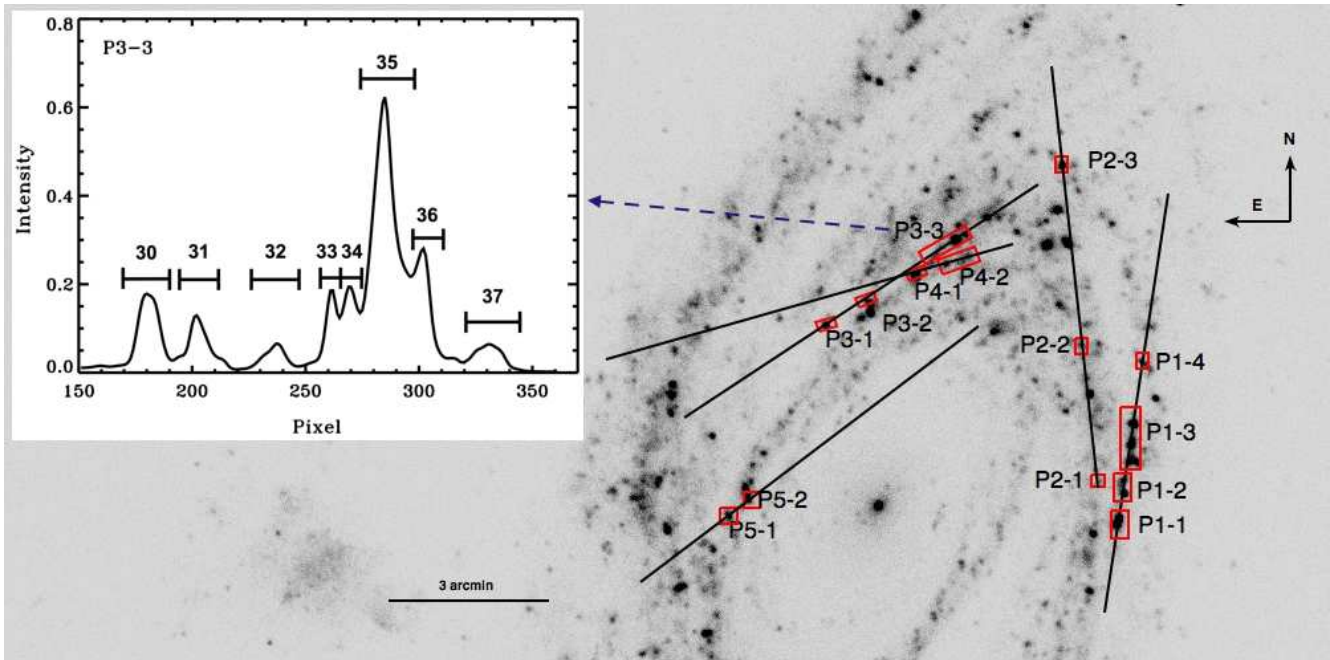 P3-3
0.8
0.6
0.4
0.2
0.0
Intensity
30 31 32 33 34 35 36 37
150 200 250 300 350
Pixel
N
E
P2-3
P3-3
P4-2
P4-1
P3-2
P3-1
P2-2
P1-4
P1-3
P2-1
P1-2
P5-2
P5-1
P1-1
3 arcmin